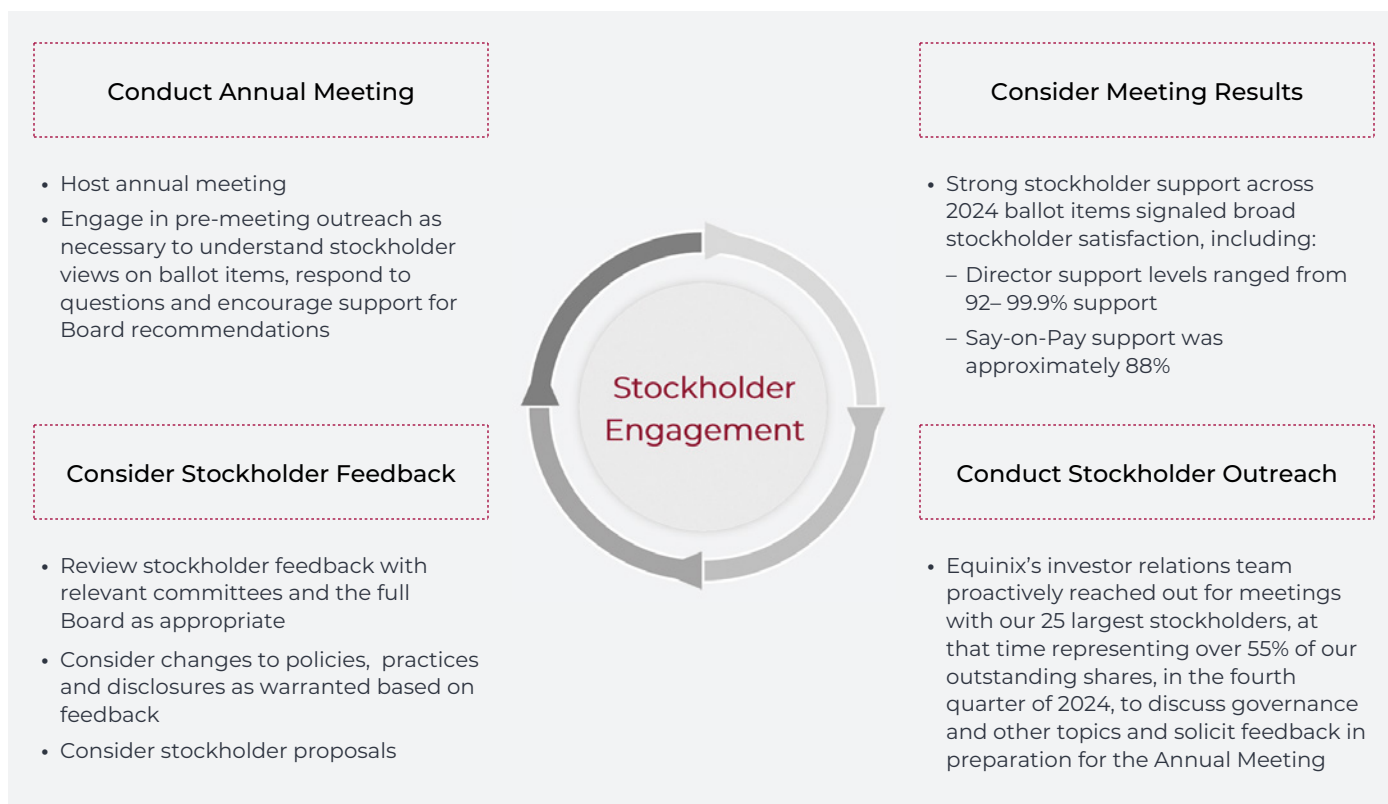 Conduct Annual Meeting
• Host annual meeting
• Engage in pre-meeting outreach as
necessary to understand stockholder
views on ballot items, respond to
questions and encourage support for
Board recommendations
Consider Meeting Results
• Strong stockholder support across
2024 ballot items signaled broad
stockholder satisfaction, including:
– Director support levels ranged from
92– 99.9% support
– Say-on-Pay support was
approximately 88%
Stockholder
Engagement
Consider Stockholder Feedback
• Review stockholder feedback with
relevant committees and the full
Board as appropriate
• Consider changes to policies,  practices
and disclosures as warranted based on
feedback
• Consider stockholder proposals
Conduct Stockholder Outreach
• Equinix’s investor relations team
proactively reached out for meetings
with our 25 largest stockholders, at
that time representing over 55% of our
outstanding shares, in the fourth
quarter of 2024, to discuss governance
and other topics and solicit feedback in
preparation for the Annual Meeting